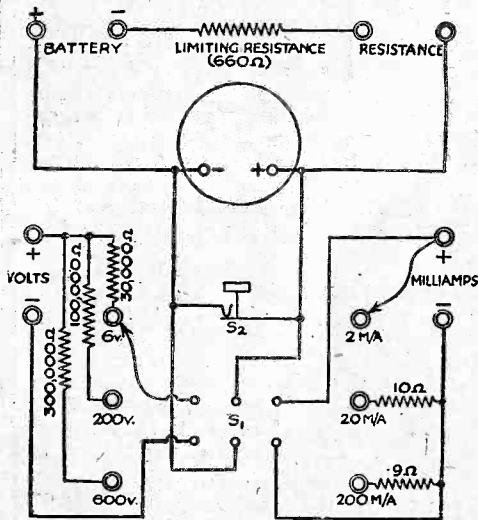 + - -
BATTERY LIMITING RESISTANCE RESISTANCE
(660Ω)
- +
+ +
VOLTS 300,000Ω 100,000Ω 30,000Ω MILLIAMPS
- -
6v. S2 2 M/A
200v. S1 20 M/A 10Ω
600v. 200 M/A ·9Ω